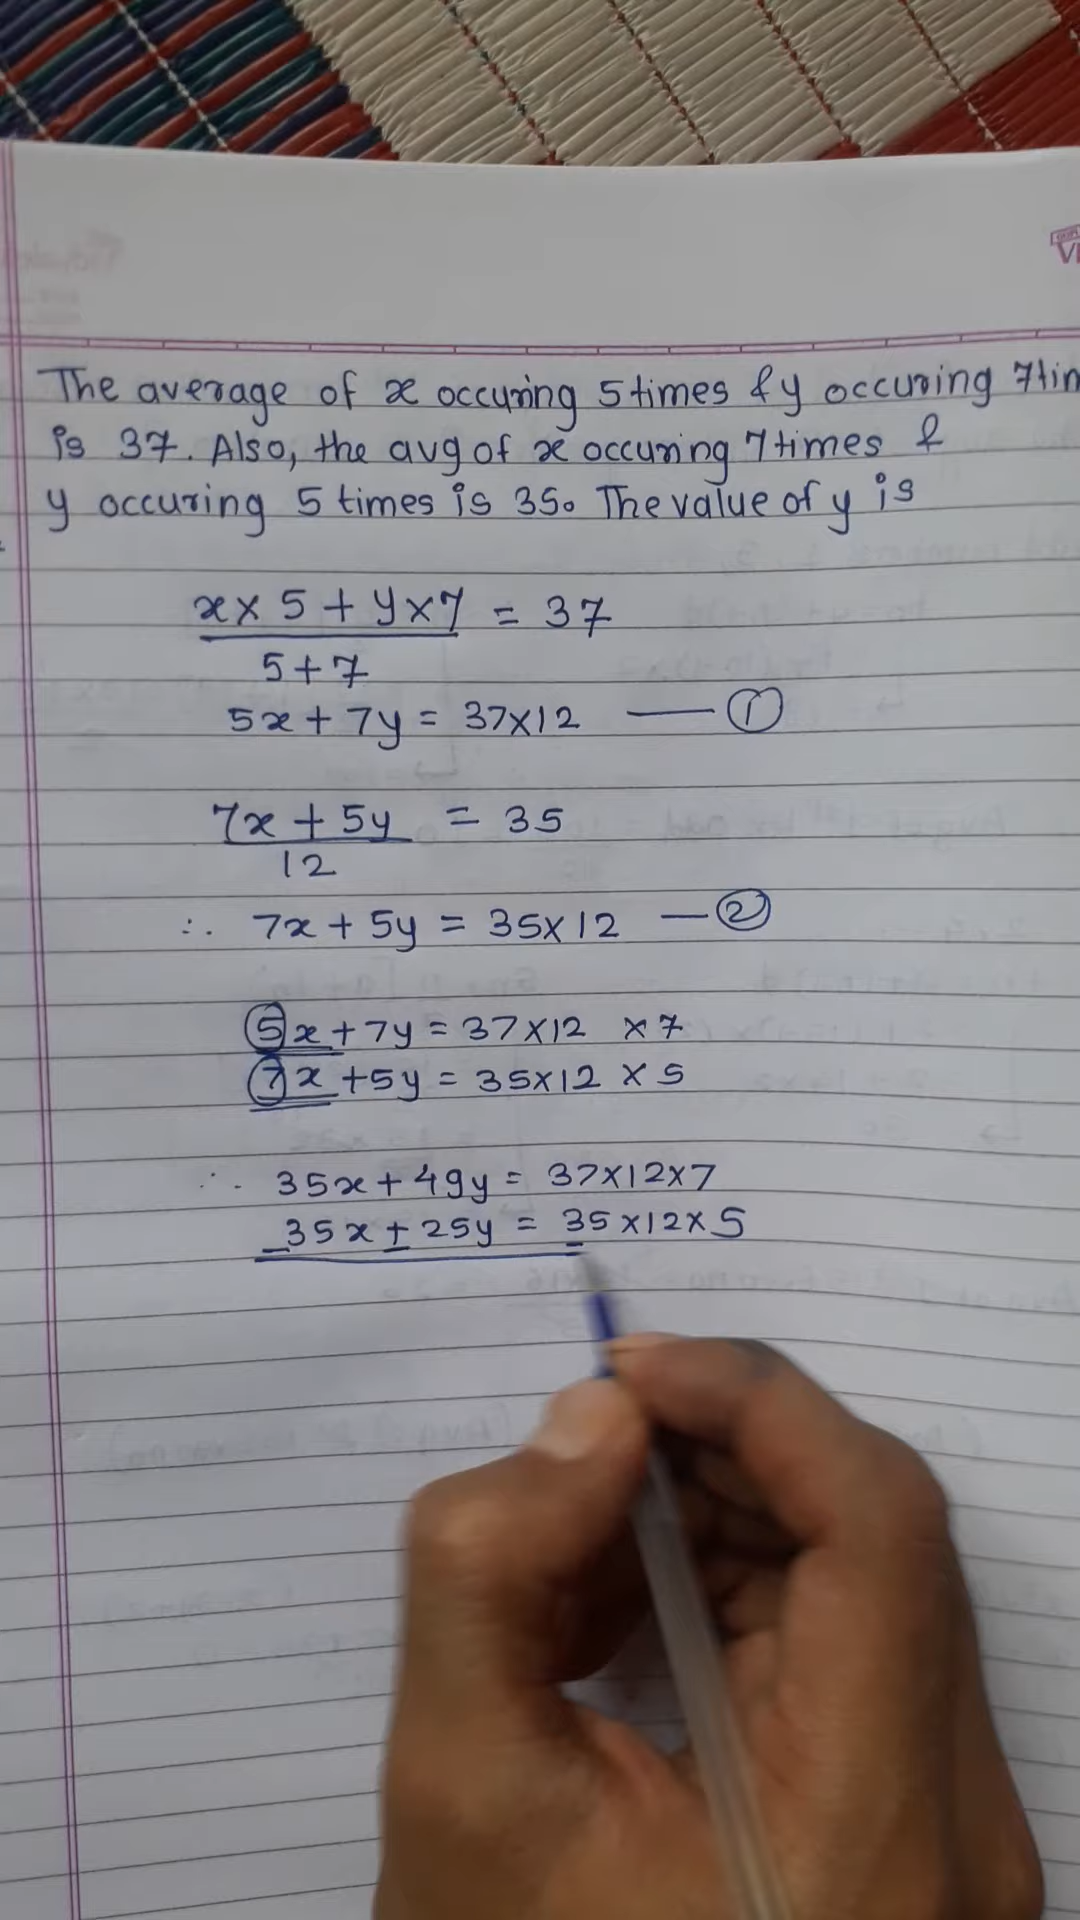 The average of x occuring 5 times & y occuring 7 tim
is 37. Also, the avg of x occuring 7 times &
y occuring 5 times is 35. The value of y is
x × 5 + y × 7 = 37
5 + 7
5x + 7y = 37×12 — ①
7x + 5y = 35
12
∴ 7x + 5y = 35×12 — ②
5x + 7y = 37×12 × 7
7x + 5y = 35×12 × 5
∴ 35x + 49y = 37×12×7
35x + 25y = 35×12×5